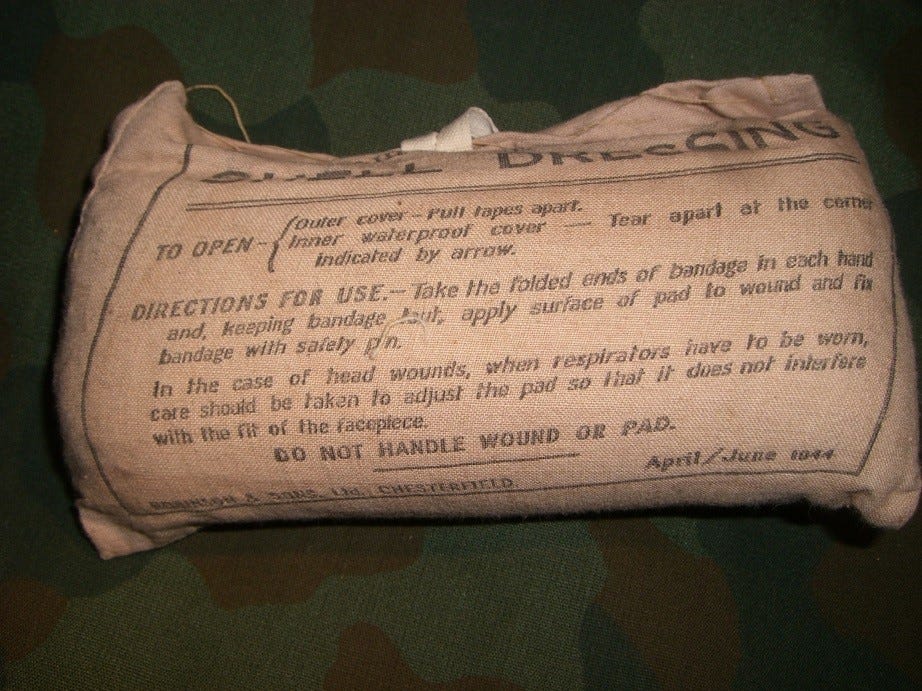 SHELL DRESSING
TO OPEN - { Outer cover - Pull tapes apart.
Inner waterproof cover — Tear apart at the corner
indicated by arrow.
DIRECTIONS FOR USE.— Take the folded ends of bandage in each hand
and, keeping bandage taut, apply surface of pad to wound and fix
bandage with safety pin.
In the case of head wounds, when respirators have to be worn,
care should be taken to adjust the pad so that it does not interfere
with the fit of the facepiece.
DO NOT HANDLE WOUND OR PAD.
April/June 1944
ROBINSON & SONS, Ltd. CHESTERFIELD.